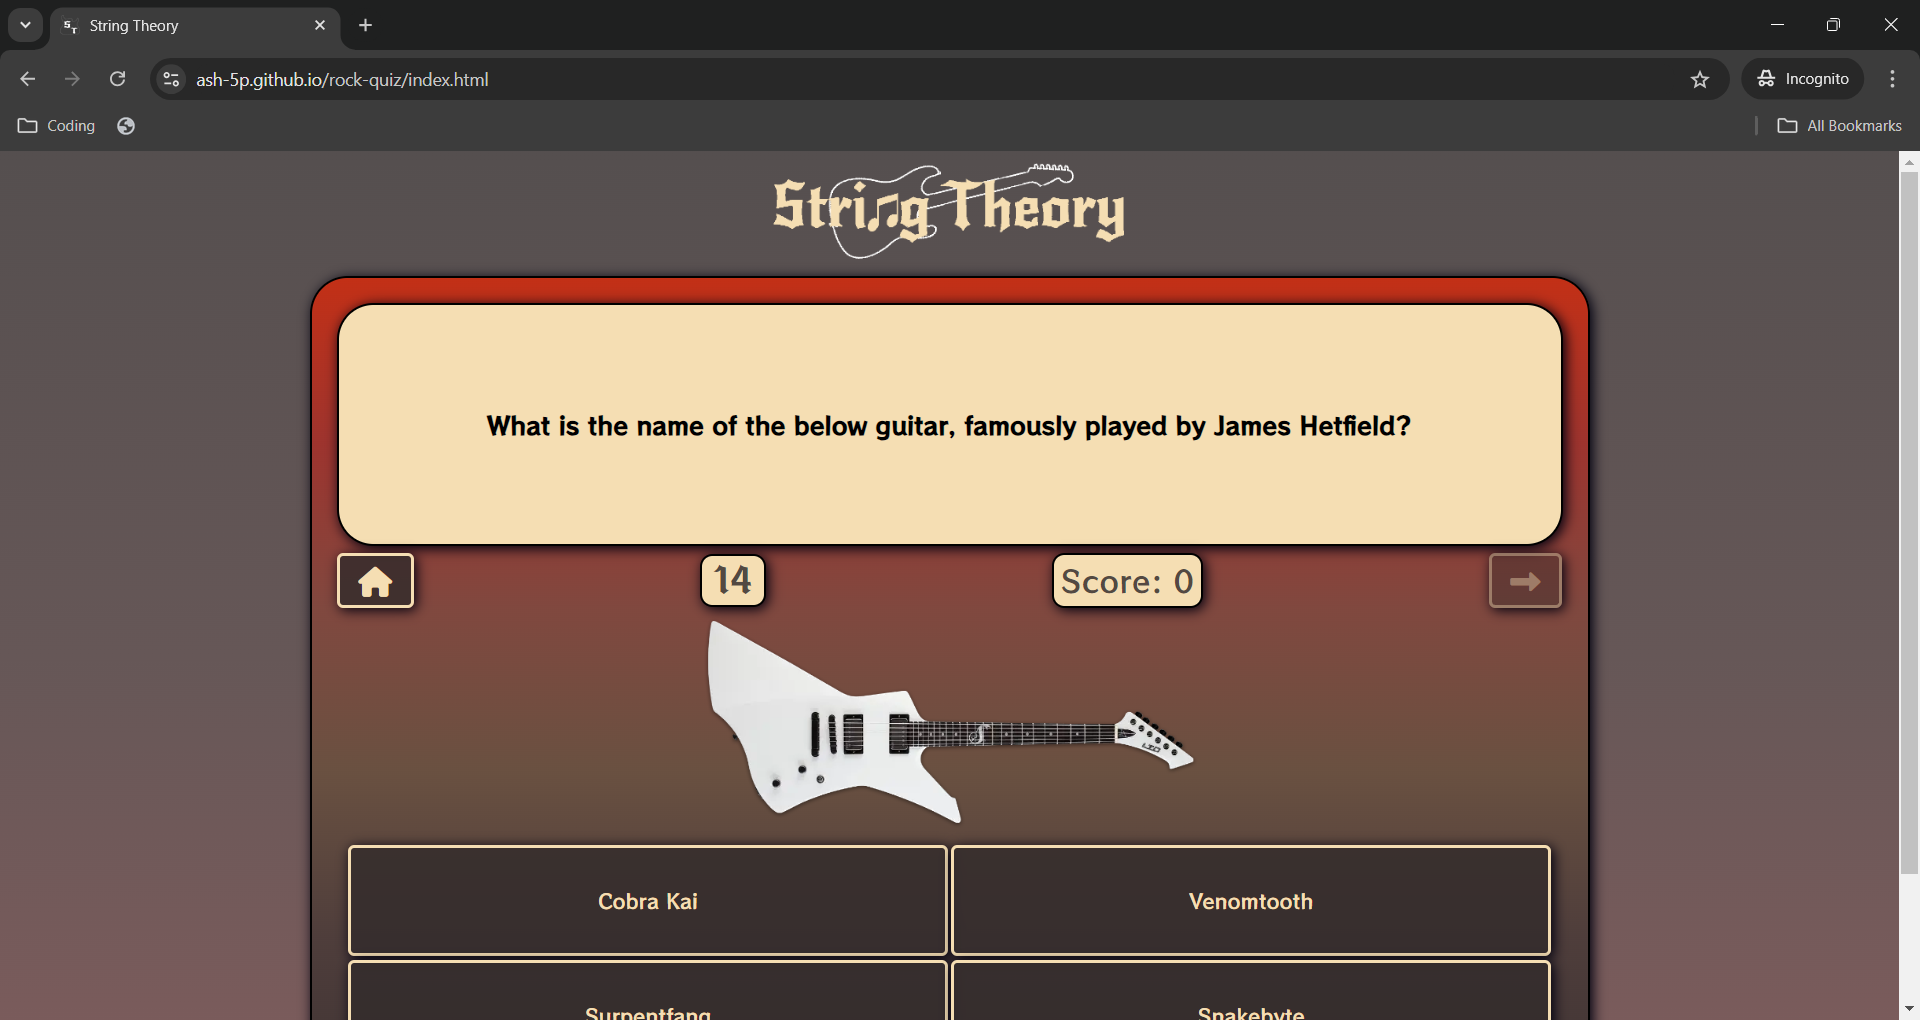 String Theory
ash-5p.github.io/rock-quiz/index.html
Incognito
Coding
All Bookmarks
String Theory
What is the name of the below guitar, famously played by James Hetfield?
14
Score: 0
LTD
Cobra Kai
Venomtooth
Surpentfang
Snakebyte